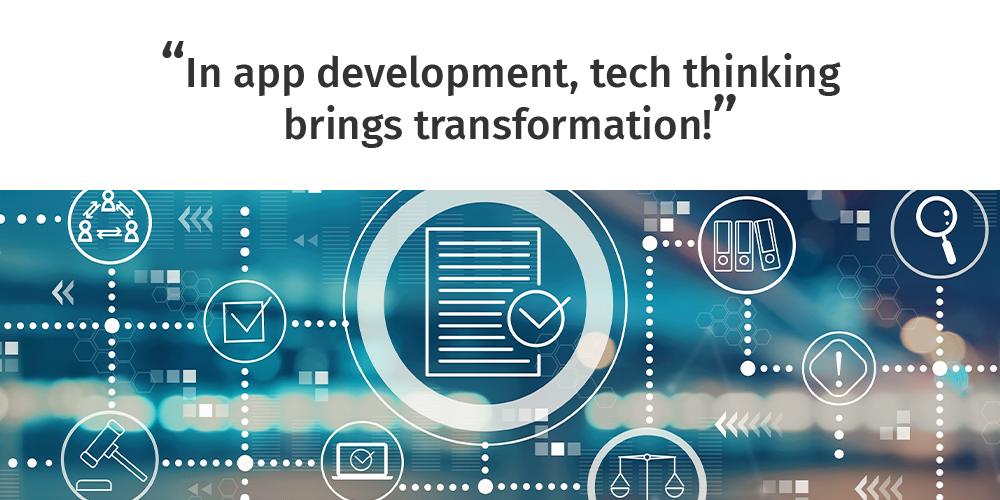 “In app development, tech thinking
brings transformation!”